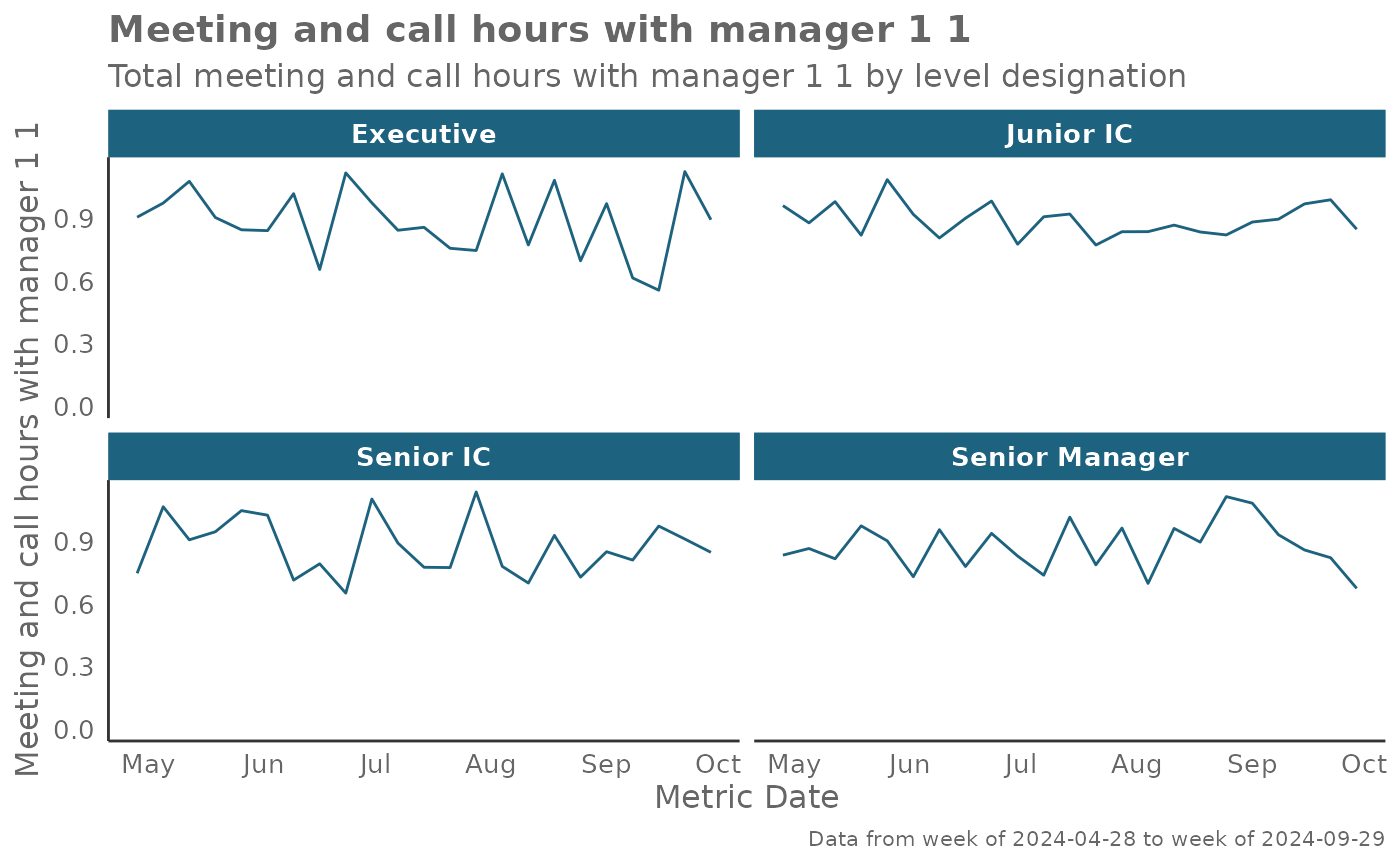 Meeting and call hours with manager 1 1
Total meeting and call hours with manager 1 1 by level designation
Meeting and call hours with manager 1 1
Executive
Junior IC
0.9
0.6
0.3
0.0
Senior IC
Senior Manager
0.9
0.6
0.3
0.0
May Jun Jul Aug Sep Oct
May Jun Jul Aug Sep Oct
Metric Date
Data from week of 2024-04-28 to week of 2024-09-29